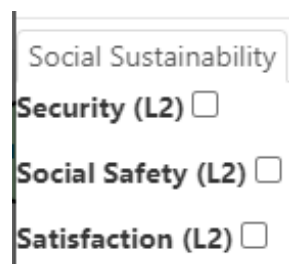 Social Sustainability
Security (L2)
Social Safety (L2)
Satisfaction (L2)